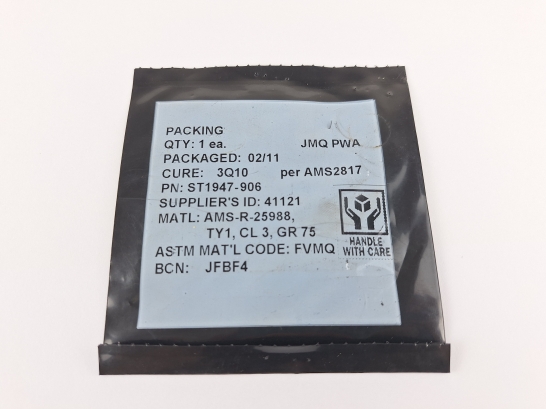 PACKING
QTY: 1 ea. JMQ PWA
PACKAGED: 02/11
CURE: 3Q10 per AMS2817
PN: ST1947-906
SUPPLIER'S ID: 41121
MATL: AMS-R-25988,
TY1, CL 3, GR 75
HANDLE
WITH CARE
ASTM MAT'L CODE: FVMQ
BCN: JFBF4